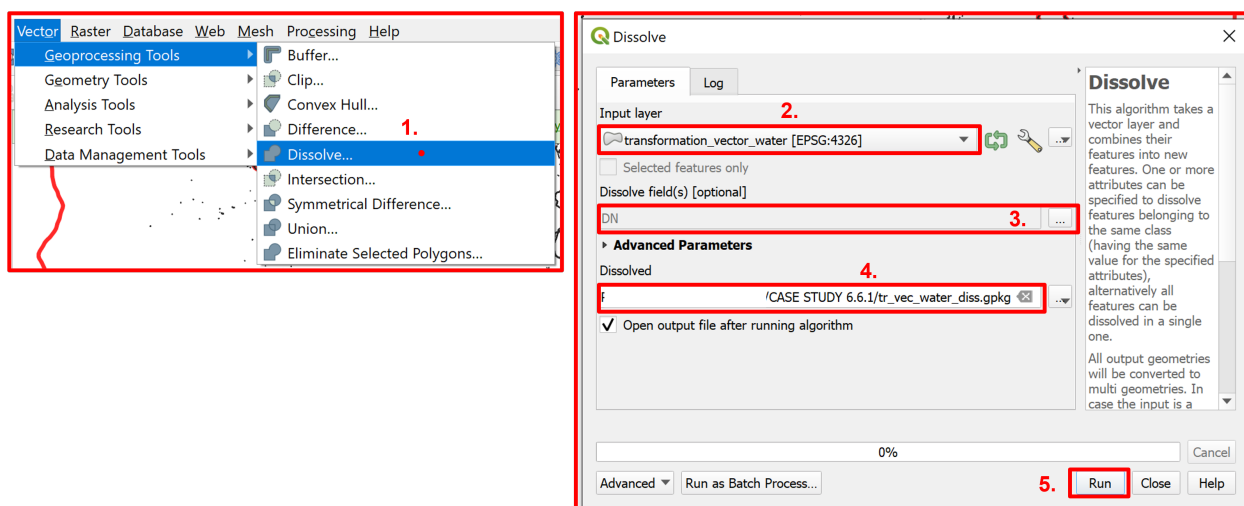 Vector Raster Database Web Mesh Processing Help
Geoprocessing Tools
Geometry Tools
Analysis Tools
Research Tools
Data Management Tools
Buffer...
Clip...
Convex Hull...
Difference...
1.
Dissolve...
Intersection...
Symmetrical Difference...
Union...
Eliminate Selected Polygons...
Dissolve
Parameters Log
Input layer
2.
transformation_vector_water [EPSG:4326]
Selected features only
Dissolve field(s) [optional]
DN
3.
...
Advanced Parameters
Dissolved
4.
/CASE STUDY 6.6.1/tr_vec_water_diss.gpkg
Open output file after running algorithm
Dissolve
This algorithm takes a
vector layer and
combines their
features into new
features. One or more
attributes can be
specified to dissolve
features belonging to
the same class
(having the same
value for the specified
attributes),
alternatively all
features can be
dissolved in a single
one.
All output geometries
will be converted to
multi geometries. In
case the input is a
0%
Cancel
Advanced Run as Batch Process...
5.
Run Close Help